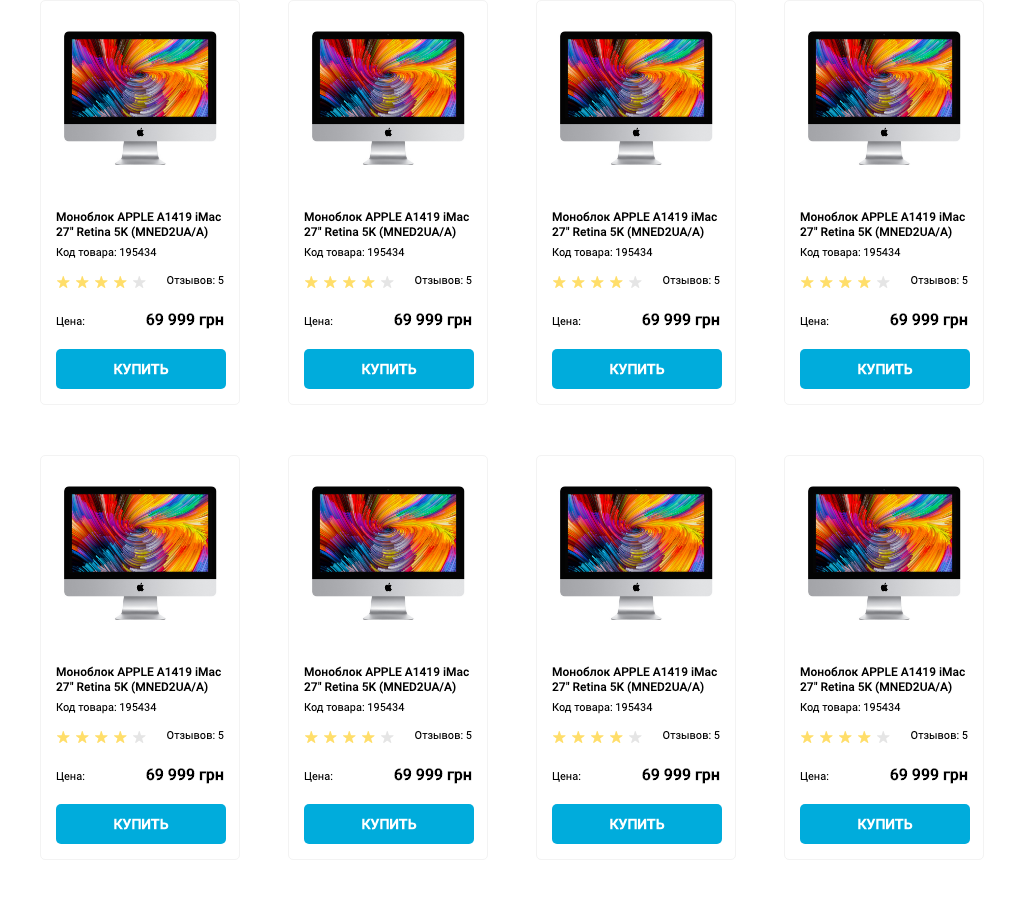 Моноблок APPLE A1419 iMac
27" Retina 5K (MNED2UA/A)
Код товара: 195434
Отзывов: 5
Цена: 69 999 грн
КУПИТЬ
Моноблок APPLE A1419 iMac
27" Retina 5K (MNED2UA/A)
Код товара: 195434
Отзывов: 5
Цена: 69 999 грн
КУПИТЬ
Моноблок APPLE A1419 iMac
27" Retina 5K (MNED2UA/A)
Код товара: 195434
Отзывов: 5
Цена: 69 999 грн
КУПИТЬ
Моноблок APPLE A1419 iMac
27" Retina 5K (MNED2UA/A)
Код товара: 195434
Отзывов: 5
Цена: 69 999 грн
КУПИТЬ
Моноблок APPLE A1419 iMac
27" Retina 5K (MNED2UA/A)
Код товара: 195434
Отзывов: 5
Цена: 69 999 грн
КУПИТЬ
Моноблок APPLE A1419 iMac
27" Retina 5K (MNED2UA/A)
Код товара: 195434
Отзывов: 5
Цена: 69 999 грн
КУПИТЬ
Моноблок APPLE A1419 iMac
27" Retina 5K (MNED2UA/A)
Код товара: 195434
Отзывов: 5
Цена: 69 999 грн
КУПИТЬ
Моноблок APPLE A1419 iMac
27" Retina 5K (MNED2UA/A)
Код товара: 195434
Отзывов: 5
Цена: 69 999 грн
КУПИТЬ